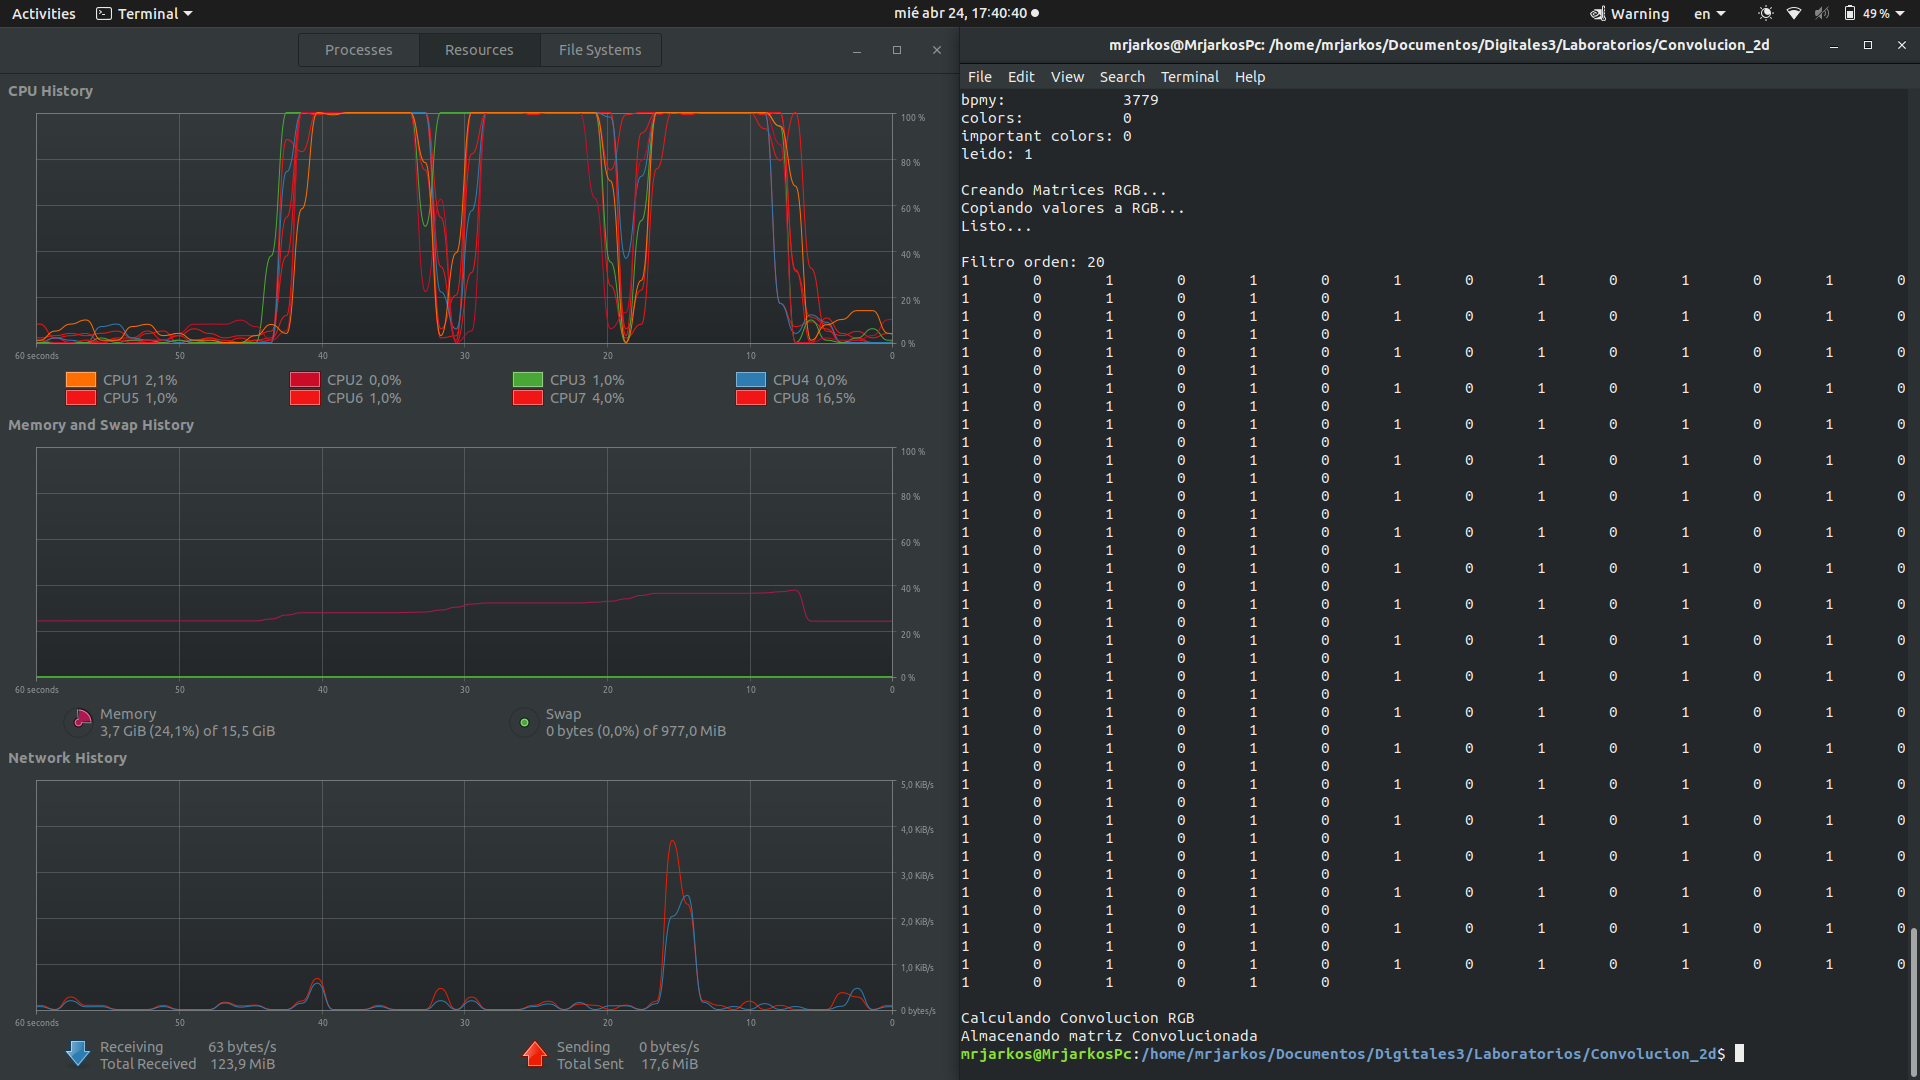 Activities
Terminal
mié abr 24, 17:40:40
Warning
en
49 %
Processes
Resources
File Systems
CPU History
100 %
80 %
60 %
40 %
20 %
0 %
60 seconds 50 40 30 20 10 0
CPU1 2,1% CPU2 0,0% CPU3 1,0% CPU4 0,0%
CPU5 1,0% CPU6 1,0% CPU7 4,0% CPU8 16,5%
Memory and Swap History
100 %
80 %
60 %
40 %
20 %
0 %
60 seconds 50 40 30 20 10 0
Memory
3,7 GiB (24,1%) of 15,5 GiB
Swap
0 bytes (0,0%) of 977,0 MiB
Network History
5,0 KiB/s
4,0 KiB/s
3,0 KiB/s
2,0 KiB/s
1,0 KiB/s
0 bytes/s
60 seconds 50 40 30 20 10 0
Receiving 63 bytes/s
Total Received 123,9 MiB
Sending 0 bytes/s
Total Sent 17,6 MiB
mrjarkos@MrjarkosPc: /home/mrjarkos/Documentos/Digitales3/Laboratorios/Convolucion_2d
File Edit View Search Terminal Help
bpmy: 3779
colors: 0
important colors: 0
leido: 1
Creando Matrices RGB...
Copiando valores a RGB...
Listo...
Filtro orden: 20
1 0 1 0 1 0 1 0 1 0 1 0 1 0
1 0 1 0 1 0
1 0 1 0 1 0 1 0 1 0 1 0 1 0
1 0 1 0 1 0
1 0 1 0 1 0 1 0 1 0 1 0 1 0
1 0 1 0 1 0
1 0 1 0 1 0 1 0 1 0 1 0 1 0
1 0 1 0 1 0
1 0 1 0 1 0 1 0 1 0 1 0 1 0
1 0 1 0 1 0
1 0 1 0 1 0 1 0 1 0 1 0 1 0
1 0 1 0 1 0
1 0 1 0 1 0 1 0 1 0 1 0 1 0
1 0 1 0 1 0
1 0 1 0 1 0 1 0 1 0 1 0 1 0
1 0 1 0 1 0
1 0 1 0 1 0 1 0 1 0 1 0 1 0
1 0 1 0 1 0
1 0 1 0 1 0 1 0 1 0 1 0 1 0
1 0 1 0 1 0
1 0 1 0 1 0 1 0 1 0 1 0 1 0
1 0 1 0 1 0
1 0 1 0 1 0 1 0 1 0 1 0 1 0
1 0 1 0 1 0
1 0 1 0 1 0 1 0 1 0 1 0 1 0
1 0 1 0 1 0
1 0 1 0 1 0 1 0 1 0 1 0 1 0
1 0 1 0 1 0
1 0 1 0 1 0 1 0 1 0 1 0 1 0
1 0 1 0 1 0
1 0 1 0 1 0 1 0 1 0 1 0 1 0
1 0 1 0 1 0
1 0 1 0 1 0 1 0 1 0 1 0 1 0
1 0 1 0 1 0
1 0 1 0 1 0 1 0 1 0 1 0 1 0
1 0 1 0 1 0
1 0 1 0 1 0 1 0 1 0 1 0 1 0
1 0 1 0 1 0
1 0 1 0 1 0 1 0 1 0 1 0 1 0
1 0 1 0 1 0
Calculando Convolucion RGB
Almacenando matriz Convolucionada
mrjarkos@MrjarkosPc:/home/mrjarkos/Documentos/Digitales3/Laboratorios/Convolucion_2d$